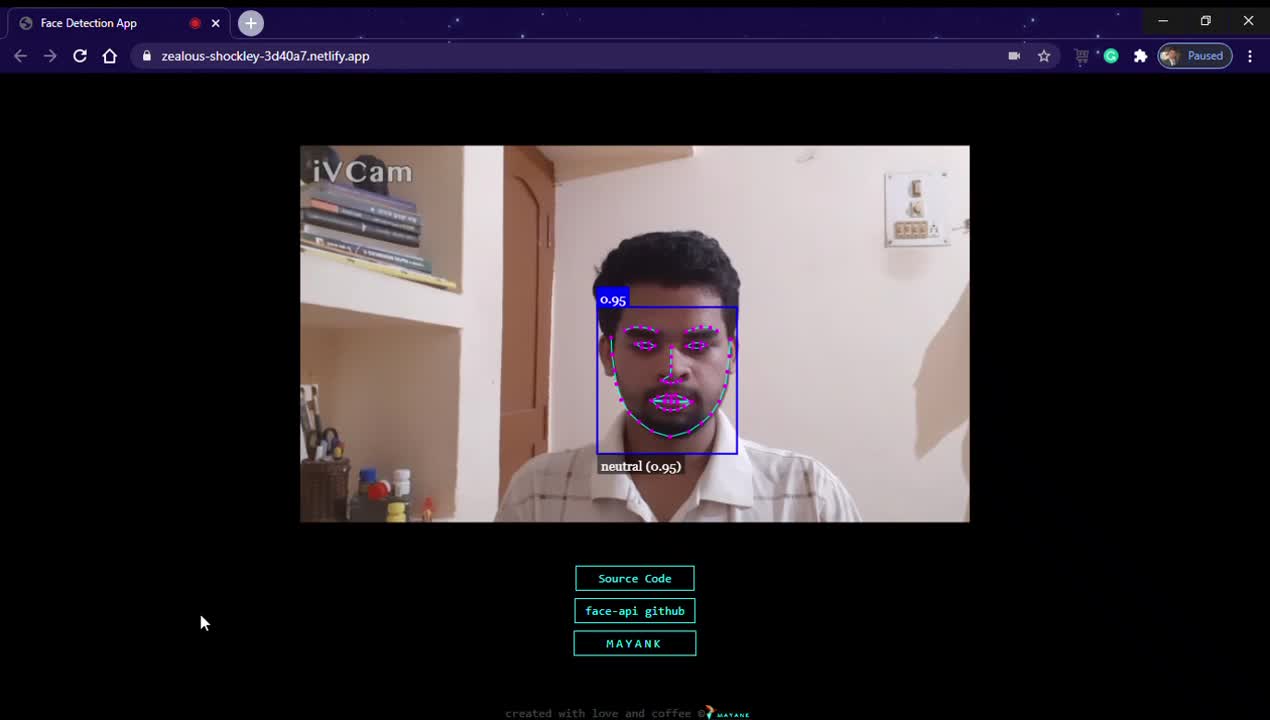 Face Detection App
zealous-shockley-3d40a7.netlify.app
Paused
iVCam
0.95
neutral (0.95)
Source Code
face-api github
MAYANK
created with love and coffee © MAYANK